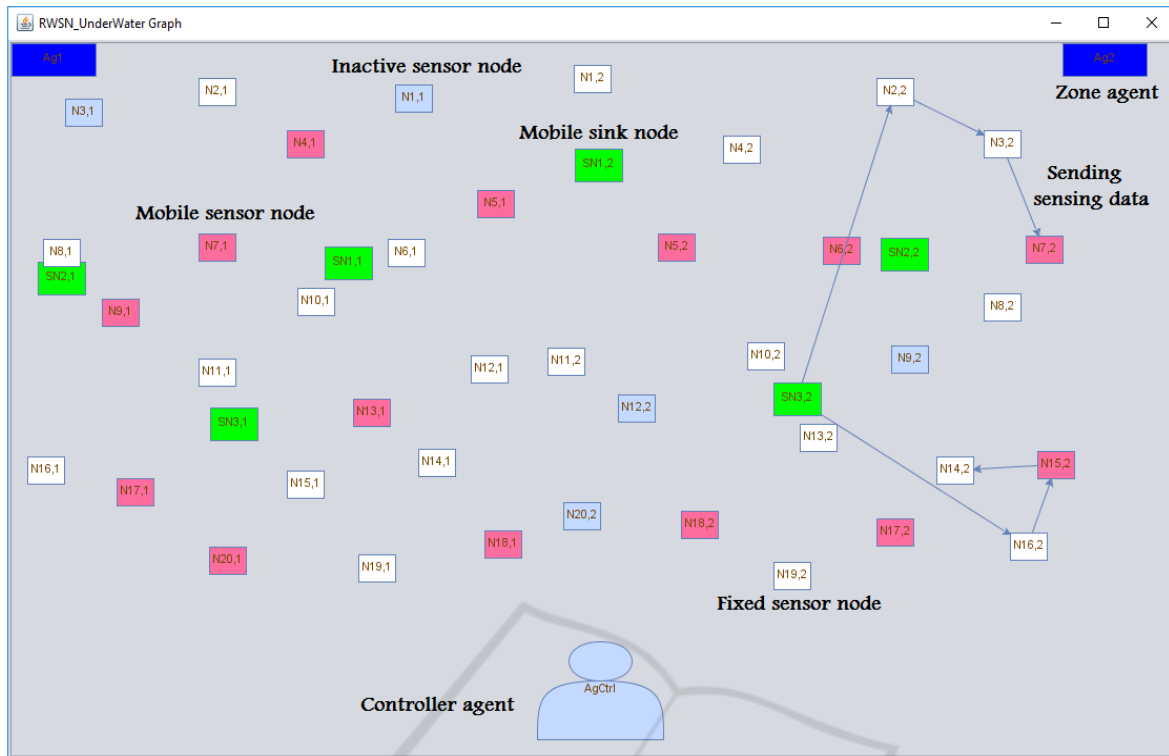 RWSN_UnderWater Graph
Ag1
Ag2
Inactive sensor node
N1,2
N2,1
N1,1
N2,2
Zone agent
N3,1
N4,1
Mobile sink node
N4,2
N3,2
SN1,2
Sending
sensing data
N5,1
Mobile sensor node
N7,1
N8,1
SN2,1
SN1,1
N6,1
N5,2
N6,2
SN2,2
N7,2
N9,1
N10,1
N8,2
N11,1
N12,1
N11,2
N10,2
N9,2
SN3,1
N13,1
N12,2
SN3,2
N13,2
N16,1
N17,1
N15,1
N14,1
N14,2
N15,2
N20,2
N18,2
N17,2
N18,1
N16,2
N20,1
N19,1
N19,2
Fixed sensor node
AgCtrl
Controller agent